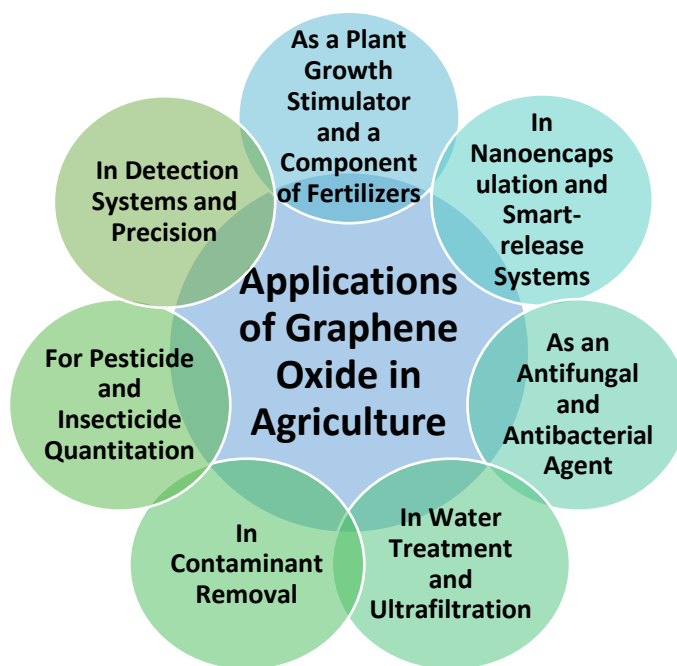 As a Plant
Growth
Stimulator
and a
Component
of Fertilizers
In
Nanoencaps
ulation and
Smart-
release
Systems
As an
Antifungal
and
Antibacterial
Agent
In Water
Treatment
and
Ultrafiltration
In
Contaminant
Removal
For Pesticide
and
Insecticide
Quantitation
In Detection
Systems and
Precision
Applications
of Graphene
Oxide in
Agriculture